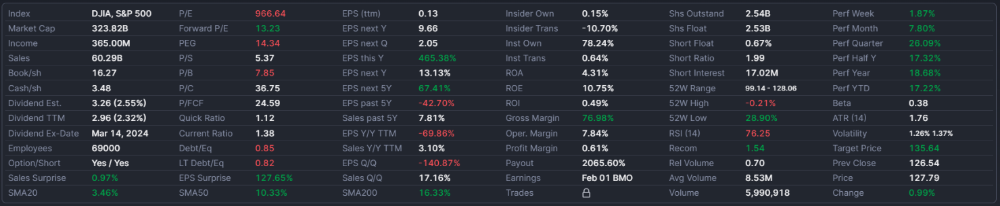 Index DJIA, S&P 500 P/E 966.64 EPS (ttm) 0.13 Insider Own 0.15% Shs Outstand 2.54B Perf Week 1.87%
Market Cap 323.82B Forward P/E 13.23 EPS next Y 9.66 Insider Trans -10.70% Shs Float 2.53B Perf Month 7.80%
Income 365.00M PEG 14.34 EPS next Q 2.05 Inst Own 78.24% Short Float 0.67% Perf Quarter 26.09%
Sales 60.29B P/S 5.37 EPS this Y 465.38% Inst Trans 0.64% Short Ratio 1.99 Perf Half Y 17.32%
Book/sh 16.27 P/B 7.85 EPS next Y 13.13% ROA 4.31% Short Interest 17.02M Perf Year 18.68%
Cash/sh 3.48 P/C 36.75 EPS next 5Y 67.41% ROE 10.75% 52W Range 99.14 - 128.06 Perf YTD 17.22%
Dividend Est. 3.26 (2.55%) P/FCF 24.59 EPS past 5Y -42.70% ROI 0.49% 52W High -0.21% Beta 0.38
Dividend TTM 2.96 (2.32%) Quick Ratio 1.12 Sales past 5Y 7.81% Gross Margin 76.98% 52W Low 28.90% ATR (14) 1.76
Dividend Ex-Date Mar 14, 2024 Current Ratio 1.38 EPS Y/Y TTM -69.86% Oper. Margin 7.84% RSI (14) 76.25 Volatility 1.26% 1.37%
Employees 69000 Debt/Eq 0.85 Sales Y/Y TTM 3.10% Profit Margin 0.61% Recom 1.54 Target Price 135.64
Option/Short Yes / Yes LT Debt/Eq 0.82 EPS Q/Q -140.87% Payout 2065.60% Rel Volume 0.70 Prev Close 126.54
Sales Surprise 0.97% EPS Surprise 127.65% Sales Q/Q 17.16% Earnings Feb 01 BMO Avg Volume 8.53M Price 127.79
SMA20 3.46% SMA50 10.33% SMA200 16.33% Trades Volume 5,990,918 Change 0.99%